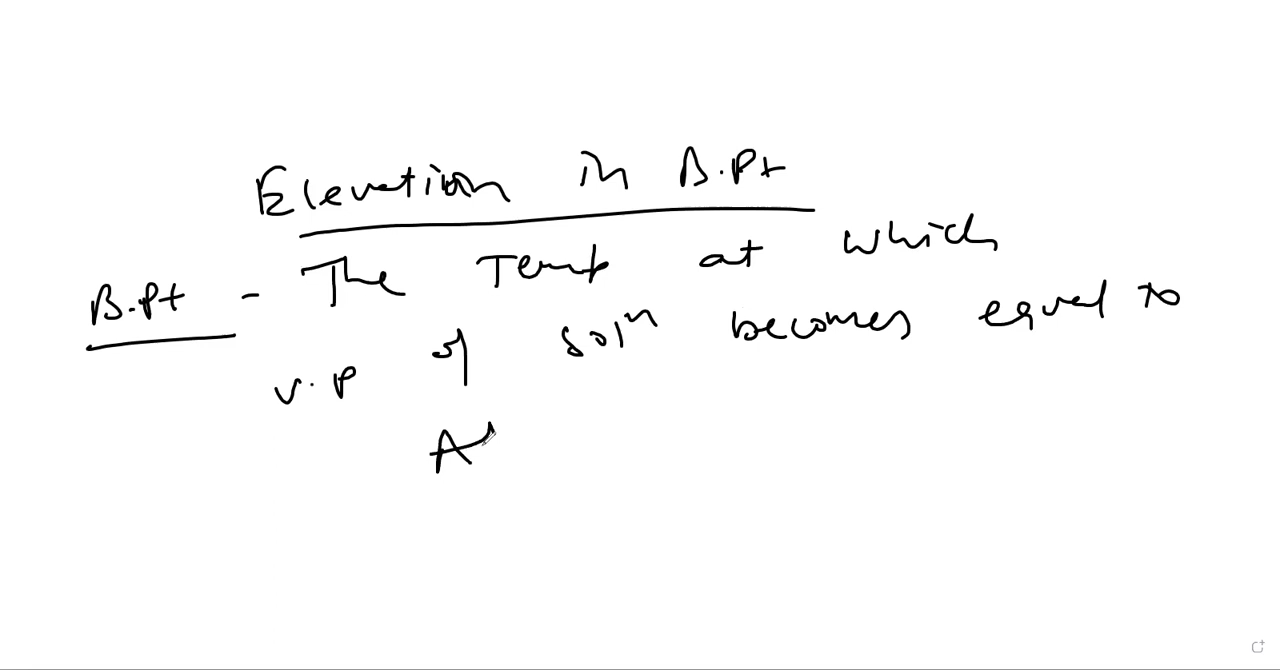 Elevation in B.Pt
B.Pt - The Temp at which
v.p of solⁿ becomes equal to